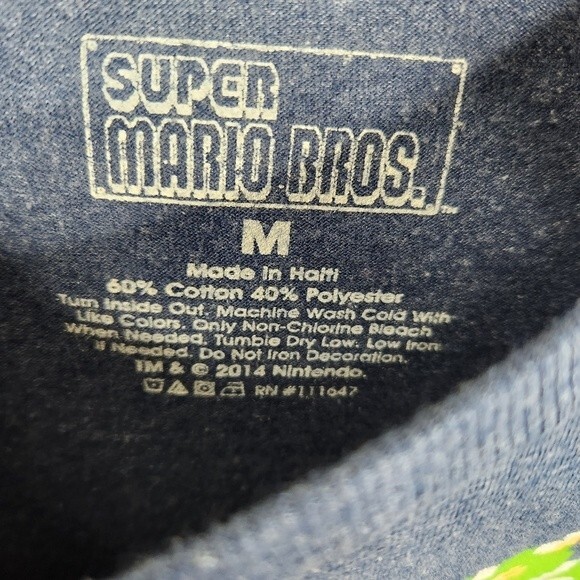 SUPER
MARIO BROS.
M
Made In Haiti
60% Cotton 40% Polyester
Turn Inside Out. Machine Wash Cold With
Like Colors. Only Non-Chlorine Bleach
When Needed. Tumble Dry Low. Low Iron
if Needed. Do Not Iron Decoration.
TM & © 2014 Nintendo.
RN #111647